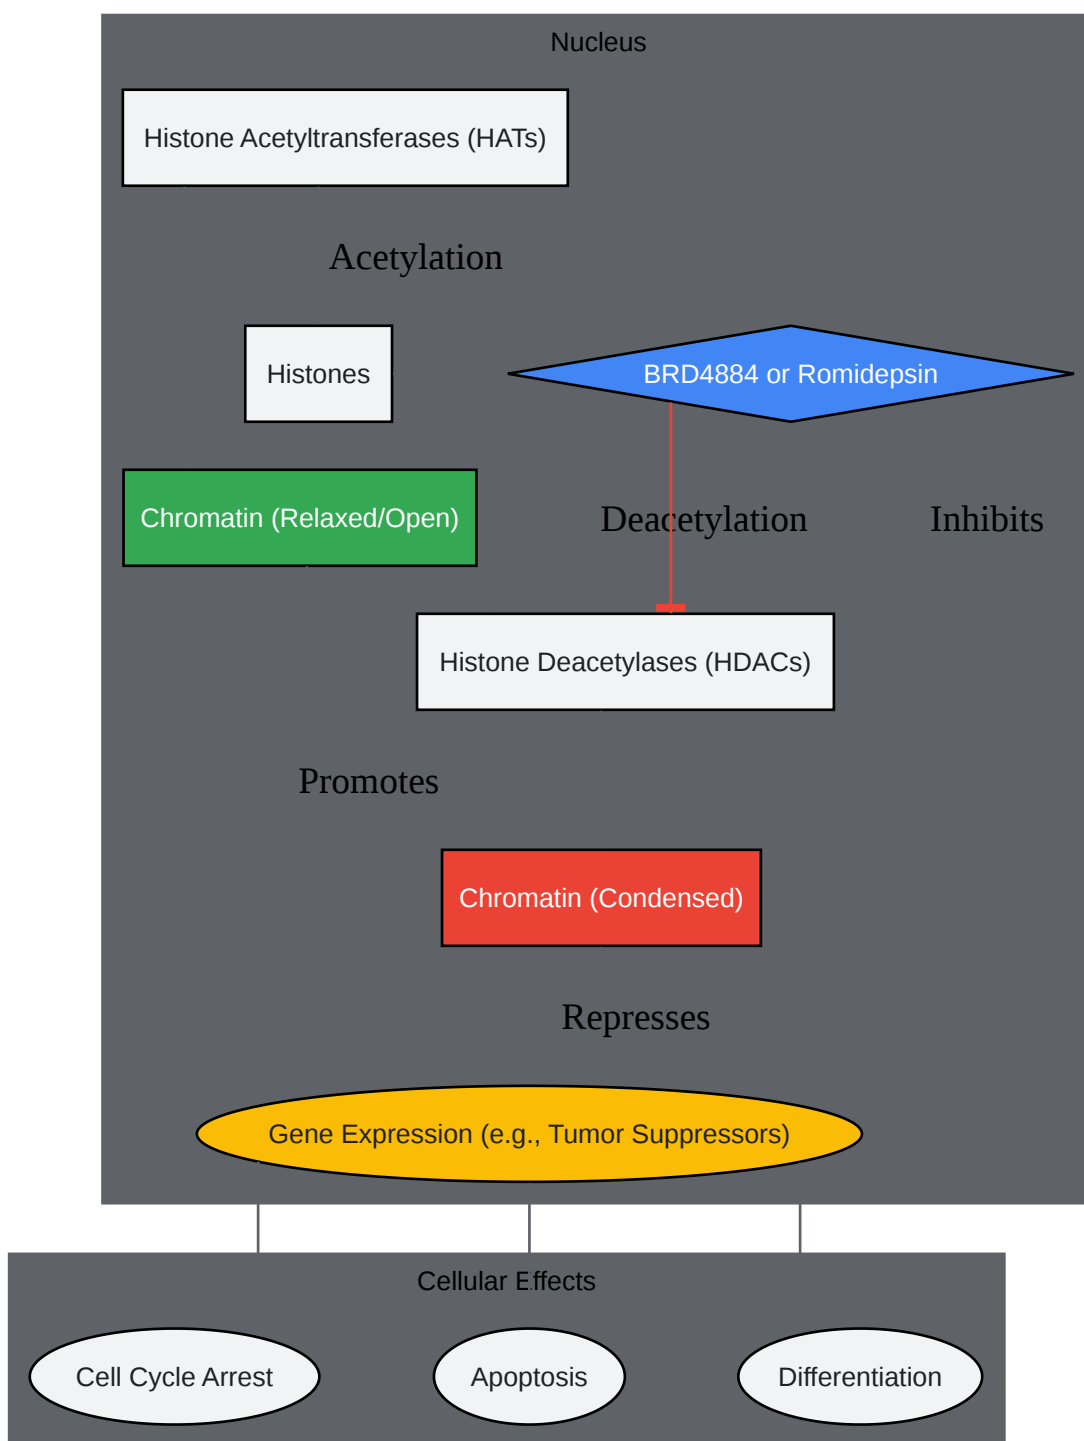 Nucleus
Histone Acetyltransferases (HATs)
Acetylation
Histones
BRD4884 or Romidepsin
Chromatin (Relaxed/Open)
Deacetylation
Inhibits
Histone Deacetylases (HDACs)
Promotes
Chromatin (Condensed)
Represses
Gene Expression (e.g., Tumor Suppressors)
Cellular Effects
Cell Cycle Arrest
Apoptosis
Differentiation